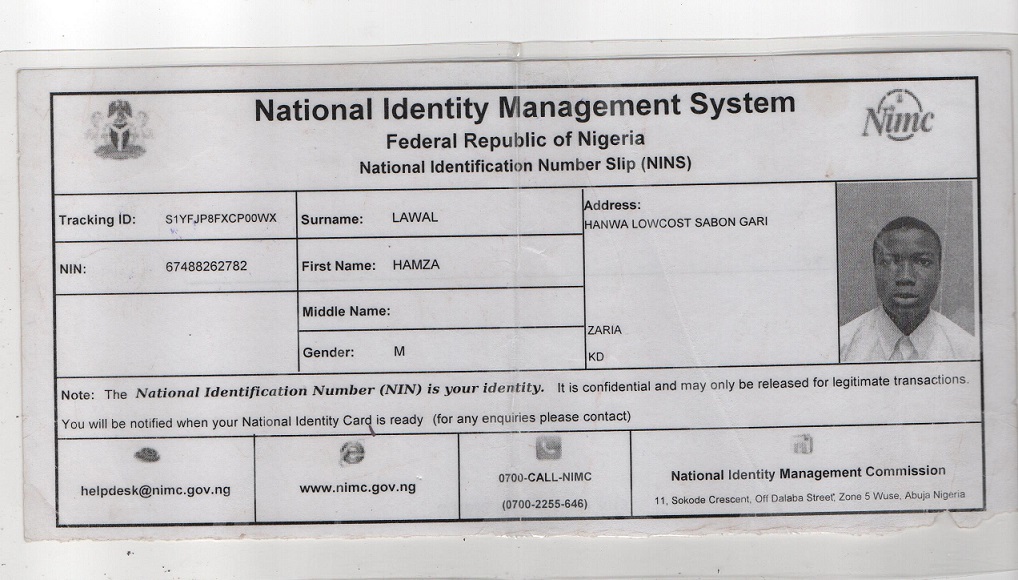 National Identity Management System
Federal Republic of Nigeria
National Identification Number Slip (NINS)
Nimc
Tracking ID: S1YFJP8FXCP00WX
Surname: LAWAL
Address:
HANWA LOWCOST SABON GARI
NIN: 67488262782
First Name: HAMZA
Middle Name:
ZARIA
Gender: M
KD
Note: The National Identification Number (NIN) is your identity. It is confidential and may only be released for legitimate transactions.
You will be notified when your National Identity Card is ready (for any enquiries please contact)
helpdesk@nimc.gov.ng
www.nimc.gov.ng
0700-CALL-NIMC
(0700-2255-646)
National Identity Management Commission
11, Sokode Crescent, Off Dalaba Street, Zone 5 Wuse, Abuja Nigeria